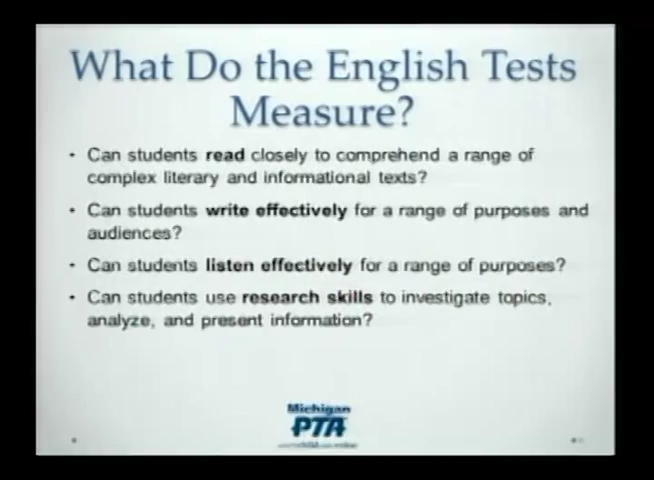 What Do the English Tests
Measure?
• Can students read closely to comprehend a range of
complex literary and informational texts?
• Can students write effectively for a range of purposes and
audiences?
• Can students listen effectively for a range of purposes?
• Can students use research skills to investigate topics,
analyze, and present information?
Michigan
PTA